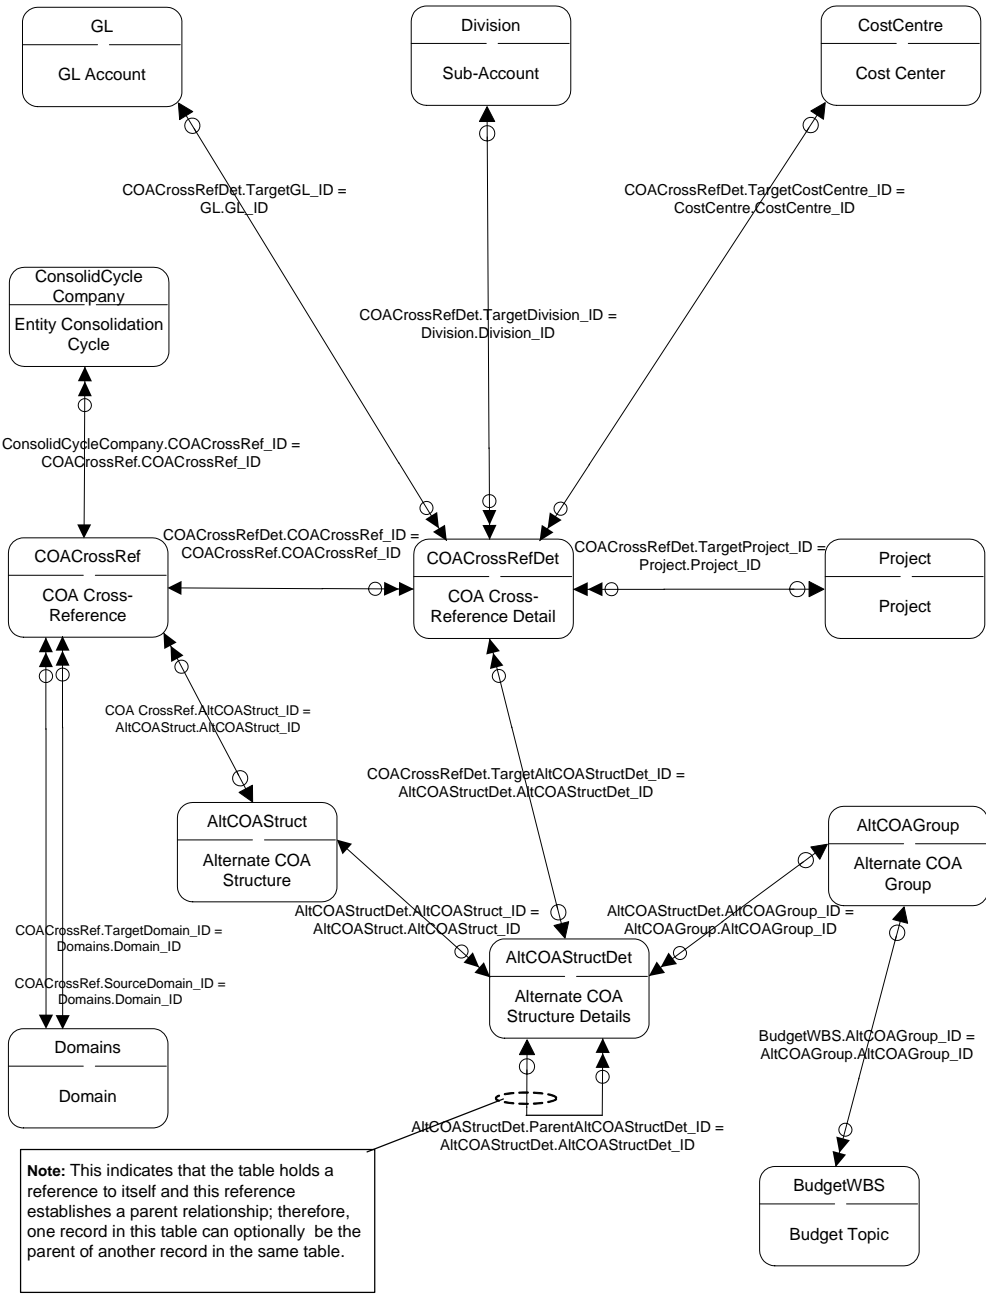 GL
GL Account
Division
Sub-Account
CostCentre
Cost Center
COACrossRefDet.TargetGL_ID =
GL.GL_ID
COACrossRefDet.TargetCostCentre_ID =
CostCentre.CostCentre_ID
ConsolidCycle
Company
Entity Consolidation
Cycle
COACrossRefDet.TargetDivision_ID =
Division.Division_ID
ConsolidCycleCompany.COACrossRef_ID =
COACrossRef.COACrossRef_ID
COACrossRef
COA Cross-
Reference
COACrossRefDet.COACrossRef_ID =
COACrossRef.COACrossRef_ID
COACrossRefDet
COA Cross-
Reference Detail
COACrossRefDet.TargetProject_ID =
Project.Project_ID
Project
Project
COA CrossRef.AltCOAStruct_ID =
AltCOAStruct.AltCOAStruct_ID
COACrossRefDet.TargetAltCOAStructDet_ID =
AltCOAStructDet.AltCOAStructDet_ID
AltCOAStruct
Alternate COA
Structure
AltCOAGroup
Alternate COA
Group
AltCOAStructDet.AltCOAStruct_ID =
AltCOAStruct.AltCOAStruct_ID
AltCOAStructDet.AltCOAGroup_ID =
AltCOAGroup.AltCOAGroup_ID
COACrossRef.TargetDomain_ID =
Domains.Domain_ID
COACrossRef.SourceDomain_ID =
Domains.Domain_ID
AltCOAStructDet
Alternate COA
Structure Details
Domains
Domain
BudgetWBS.AltCOAGroup_ID =
AltCOAGroup.AltCOAGroup_ID
AltCOAStructDet.ParentAltCOAStructDet_ID =
AltCOAStructDet.AltCOAStructDet_ID
Note: This indicates that the table holds a
reference to itself and this reference
establishes a parent relationship; therefore,
one record in this table can optionally be the
parent of another record in the same table.
BudgetWBS
Budget Topic